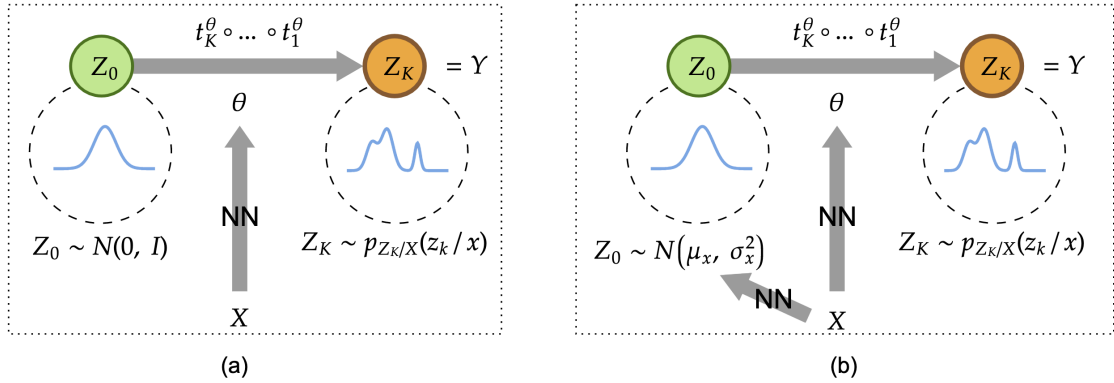 t_K^θ ∘ ... ∘ t_1^θ
Z_0
Z_K
= Y
θ
NN
Z_0 ~ N(0, I)
Z_K ~ p_{Z_K/X}(z_k/x)
X
(a)
t_K^θ ∘ ... ∘ t_1^θ
Z_0
Z_K
= Y
θ
NN
Z_0 ~ N(μ_x, σ_x^2)
Z_K ~ p_{Z_K/X}(z_k/x)
NN
X
(b)